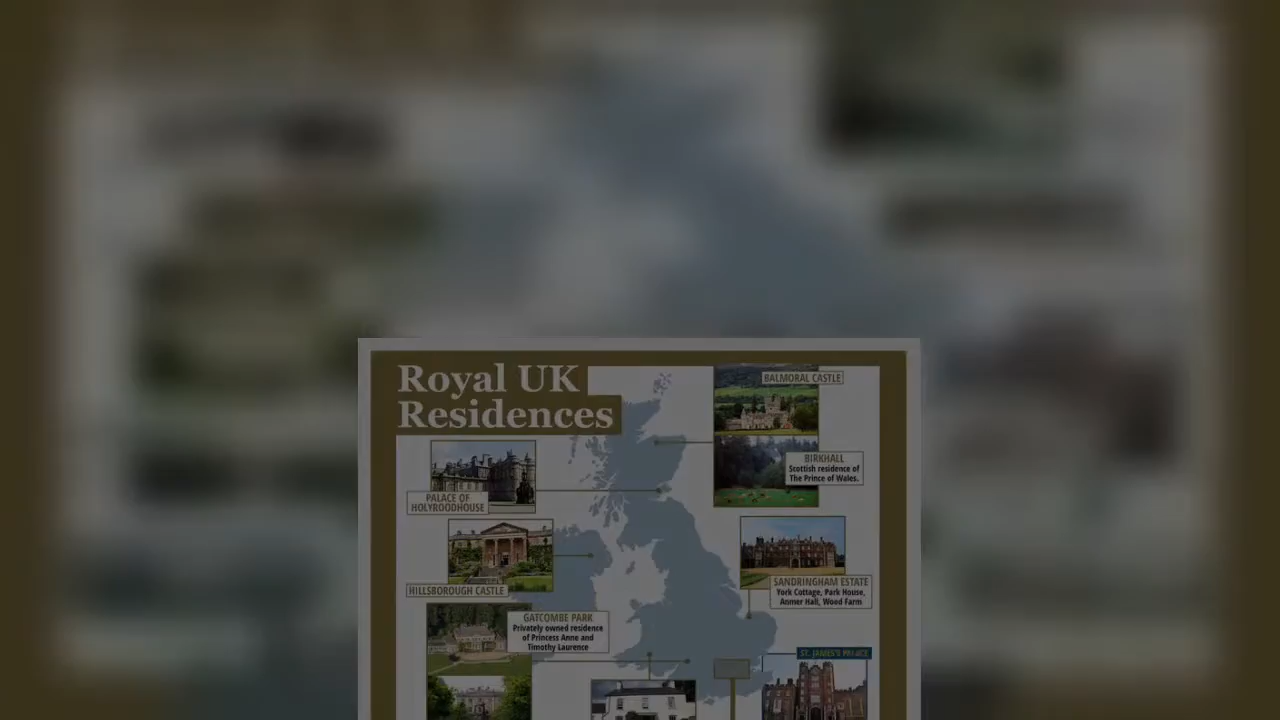 Royal UK
Residences
BALMORAL CASTLE
BIRKHALL
Scottish residence of
The Prince of Wales.
PALACE OF
HOLYROODHOUSE
HILLSBOROUGH CASTLE
SANDRINGHAM ESTATE
York Cottage, Park House,
Anmer Hall, Wood Farm
GATCOMBE PARK
Privately owned residence
of Princess Anne and
Timothy Laurence
ST. JAMES'S PALACE